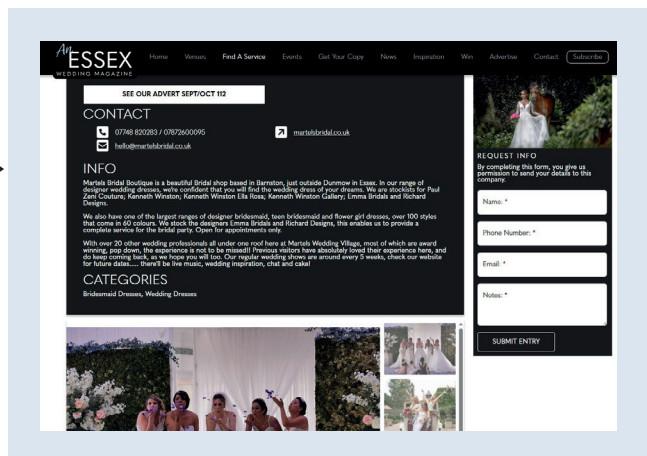 An
ESSEX
WEDDING MAGAZINE
Home Venues Find A Service Events Get Your Copy News Inspiration Win Advertise Contact Subscribe
SEE OUR ADVERT SEPT/OCT 112
CONTACT
07748 820283 / 07872600095
martelsbridal.co.uk
hello@martelsbridal.co.uk
INFO
Martels Bridal Boutique is a beautiful Bridal shop based in Barnston, just outside Dunmow in Essex. In our range of
designer wedding dresses, we're confident that you will find the wedding dress of your dreams. We are stockists for Paul
Zeni Couture; Kenneth Winston; Kenneth Winston Ella Rosa; Kenneth Winston Gallery; Emma Bridals and Richard
Designs.
We also have one of the largest ranges of designer bridesmaid, teen bridesmaid and flower girl dresses, over 100 styles
that come in 60 colours. We stock the designers Emma Bridals and Richard Designs, this enables us to provide a
complete service for the bridal party. Open for appointments only.
With over 20 other wedding professionals all under one roof here at Martels Wedding Village, most of which are award
winning, pop down, the experience is not to be missed!! Previous visitors have absolutely loved their experience here, and
do keep coming back, as we hope you will too. Our regular wedding shows are around every 5 weeks, check our website
for future dates..... there'll be live music, wedding inspiration, chat and cake!
CATEGORIES
Bridesmaid Dresses, Wedding Dresses
REQUEST INFO
By completing this form, you give us
permission to send your details to this
company.
Name: *
Phone Number: *
Email: *
Notes: *
SUBMIT ENTRY